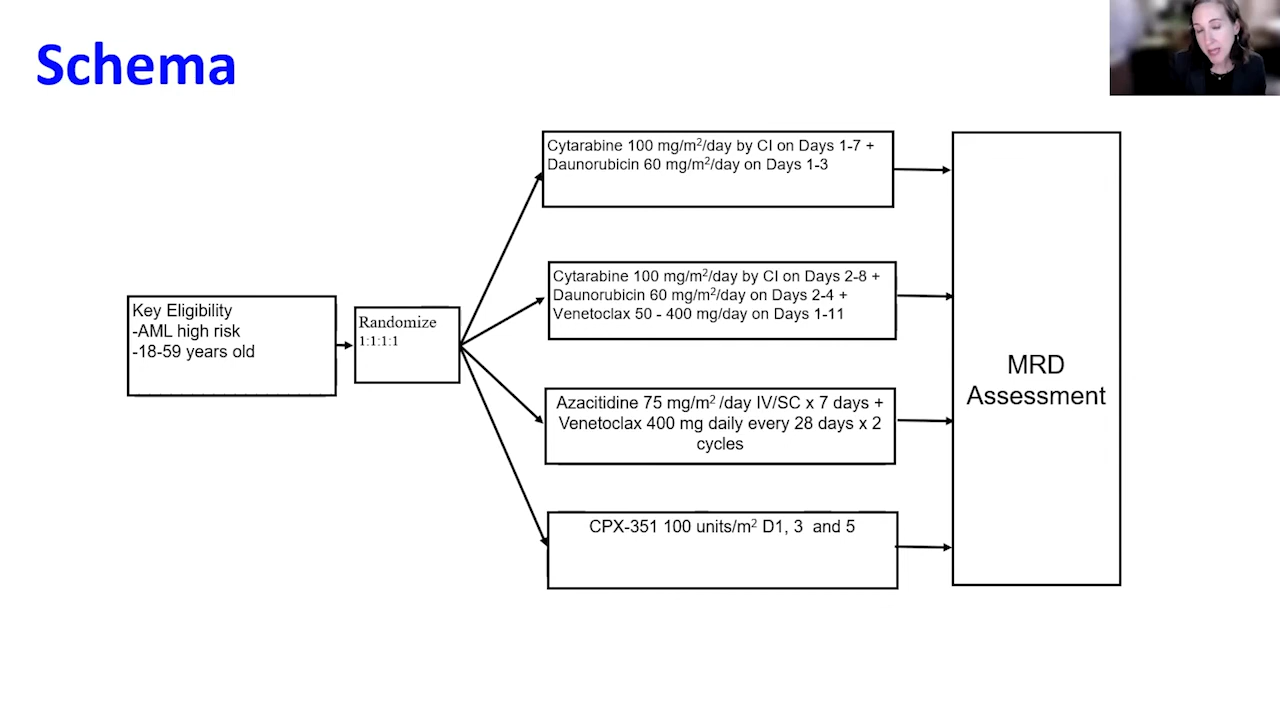 Schema
Key Eligibility
-AML high risk
-18-59 years old
Randomize
1:1:1:1
Cytarabine 100 mg/m²/day by CI on Days 1-7 +
Daunorubicin 60 mg/m²/day on Days 1-3
Cytarabine 100 mg/m²/day by CI on Days 2-8 +
Daunorubicin 60 mg/m²/day on Days 2-4 +
Venetoclax 50 - 400 mg/day on Days 1-11
Azacitidine 75 mg/m² /day IV/SC x 7 days +
Venetoclax 400 mg daily every 28 days x 2
cycles
CPX-351 100 units/m² D1, 3 and 5
MRD
Assessment